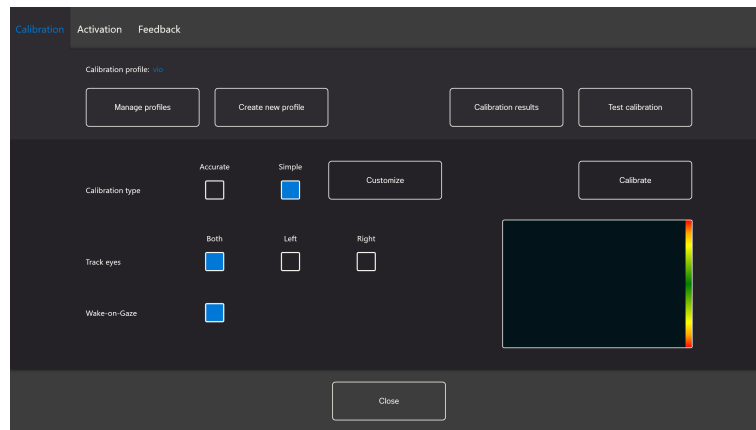 Calibration Activation Feedback
Calibration profile: vio
Manage profiles Create new profile Calibration results Test calibration
Accurate Simple
Calibration type Customize Calibrate
Both Left Right
Track eyes
Wake-on-Gaze
Close